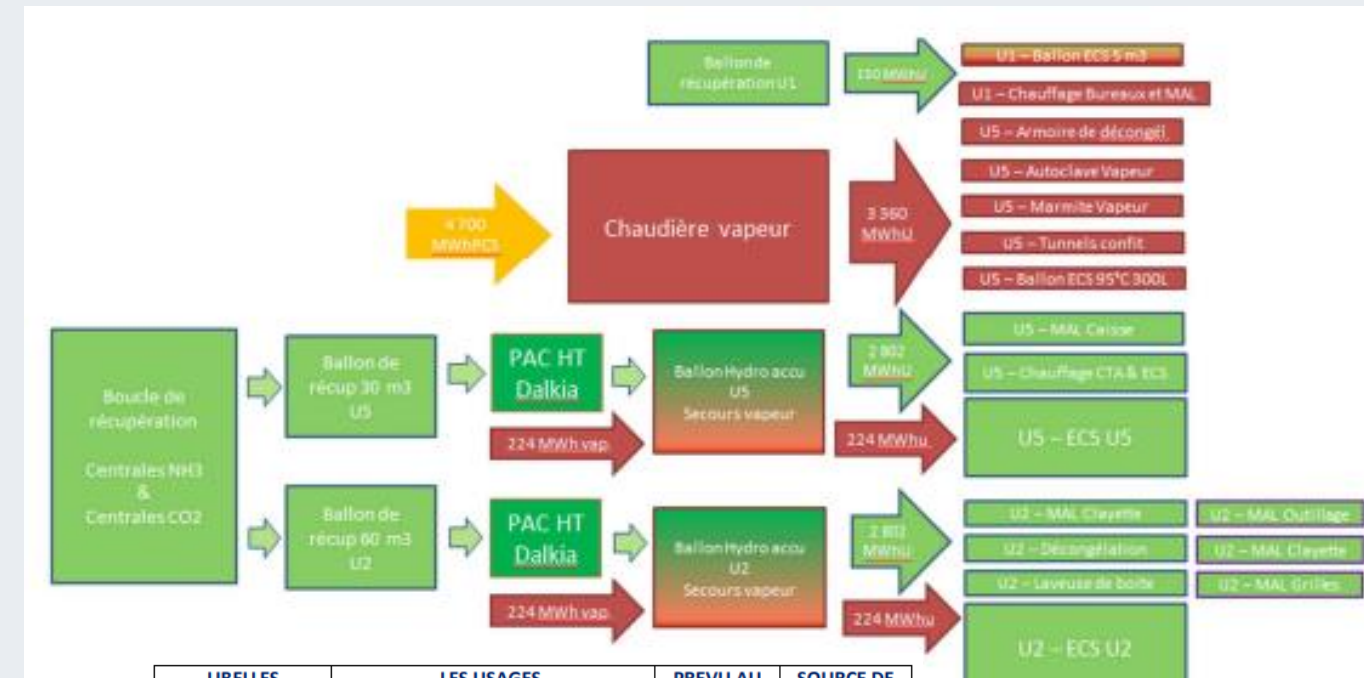 Ballon de
récupération U1
150 MWhU
U1 – Ballon ECS 5 m3
U1 – Chauffage Bureaux et MAL
U5 – Armoire de décongél
U5 – Autoclave Vapeur
U5 – Marmite Vapeur
U5 – Tunnels confit
U5 – Ballon ECS 95°C 300L
4 700
MWhPCS
Chaudière vapeur
3 360
MWhU
Boucle de
récupération
Centrales NH3
&
Centrales CO2
Ballon de
récup 30 m3
U5
PAC HT
Dalkia
224 MWh vap
Ballon Hydro accu
U5
Secours vapeur
2 802
MWhU
224 MWhu
U5 – MAL Caisse
U5 – Chauffage CTA & ECS
U5 – ECS U5
Ballon de
récup 60 m3
U2
PAC HT
Dalkia
224 MWh vap
Ballon Hydro accu
U2
Secours vapeur
2 802
MWhU
224 MWhu
U2 – MAL Clayette
U2 – Décongélation
U2 – Laveuse de boite
U2 – ECS U2
U2 – MAL Outillage
U2 – MAL Clayette
U2 – MAL Grilles
LIBELLES
LES USAGES
PREVU AU
SOURCE DE